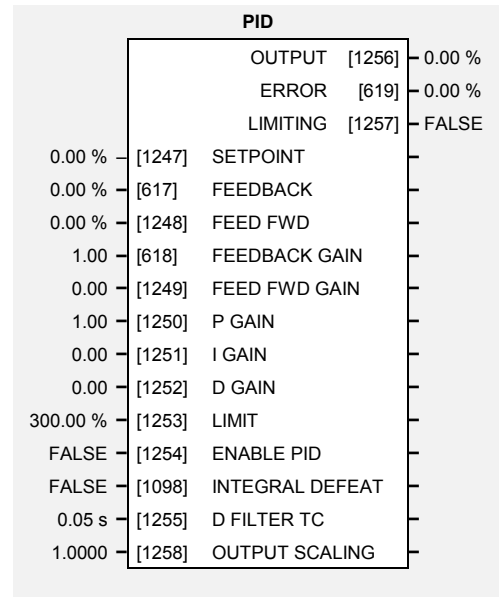 PID
OUTPUT [1256] 0.00 %
ERROR [619] 0.00 %
LIMITING [1257] FALSE
0.00 % [1247] SETPOINT
0.00 % [617] FEEDBACK
0.00 % [1248] FEED FWD
1.00 [618] FEEDBACK GAIN
0.00 [1249] FEED FWD GAIN
1.00 [1250] P GAIN
0.00 [1251] I GAIN
0.00 [1252] D GAIN
300.00 % [1253] LIMIT
FALSE [1254] ENABLE PID
FALSE [1098] INTEGRAL DEFEAT
0.05 s [1255] D FILTER TC
1.0000 [1258] OUTPUT SCALING